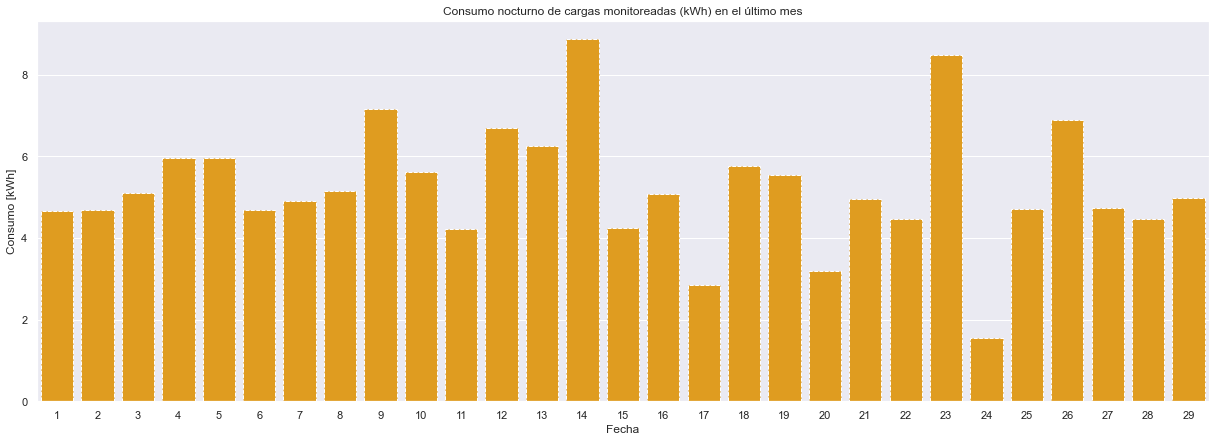 Consumo nocturno de cargas monitoreadas (kWh) en el último mes
Consumo [kWh]
8
6
4
2
0
1 2 3 4 5 6 7 8 9 10 11 12 13 14 15 16 17 18 19 20 21 22 23 24 25 26 27 28 29
Fecha